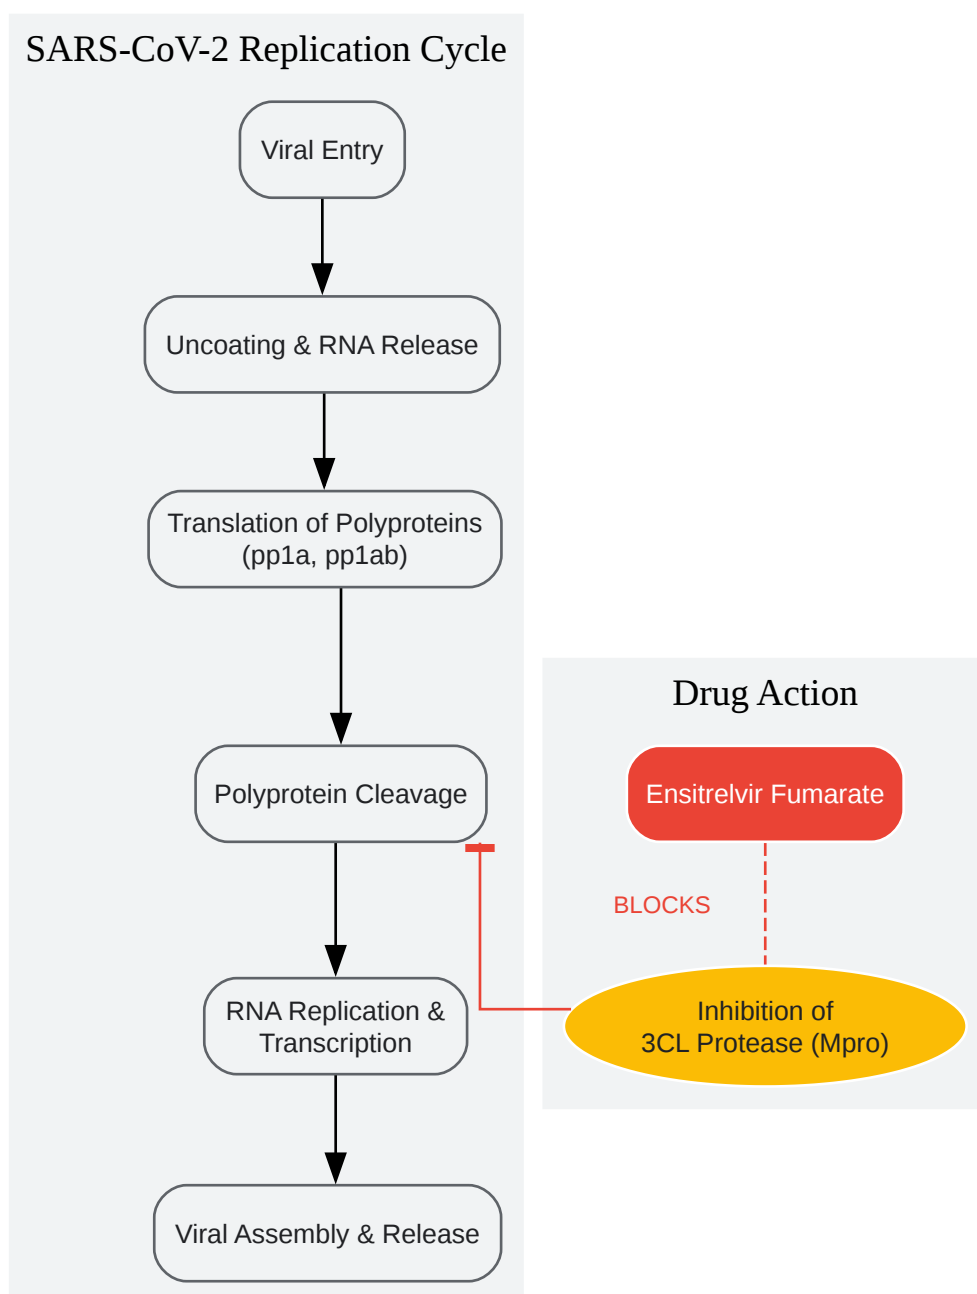 SARS-CoV-2 Replication Cycle
Viral Entry
Uncoating & RNA Release
Translation of Polyproteins
(pp1a, pp1ab)
Polyprotein Cleavage
RNA Replication &
Transcription
Viral Assembly & Release
Drug Action
Ensitrelvir Fumarate
BLOCKS
Inhibition of
3CL Protease (Mpro)